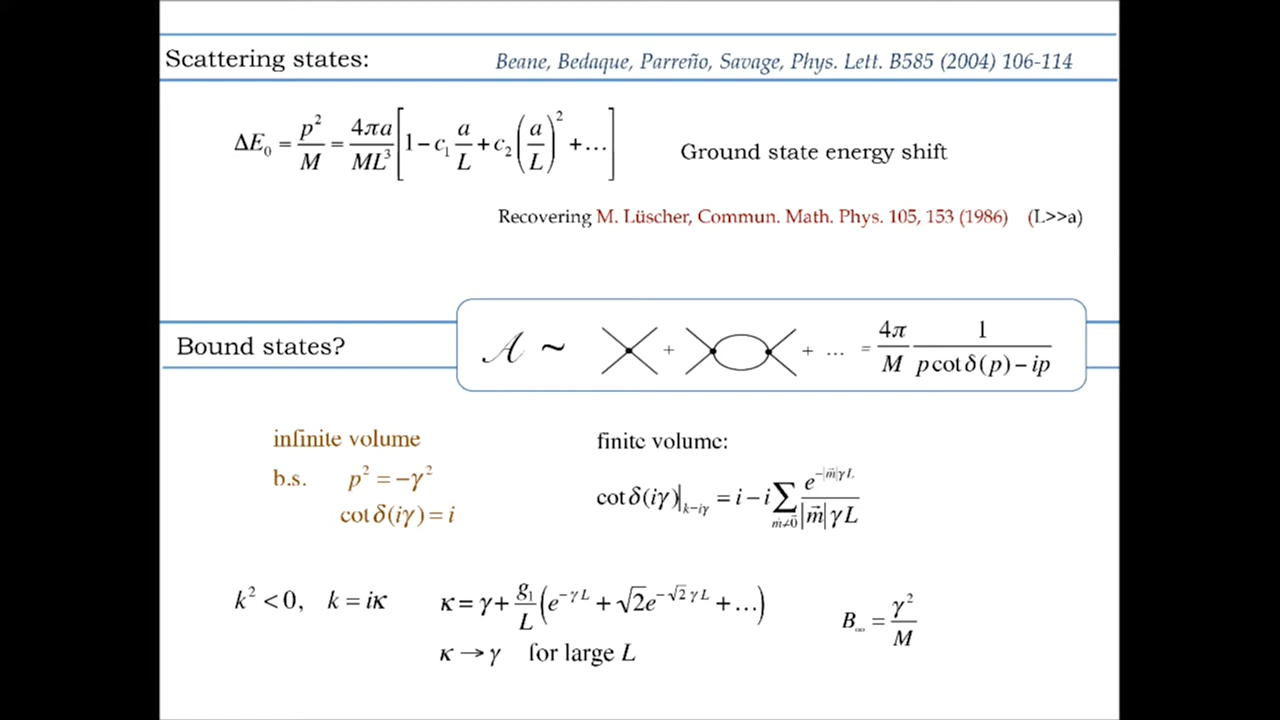 Scattering states:
Beane, Bedaque, Parreño, Savage, Phys. Lett. B585 (2004) 106-114
ΔE₀ = p²/M = 4πa/ML³ [1 − c₁ a/L + c₂ (a/L)² + …]
Ground state energy shift
Recovering M. Lüscher, Commun. Math. Phys. 105, 153 (1986) (L>>a)
Bound states?
𝒜 ~ + + … = 4π/M 1/(p cot δ(p) − ip)
infinite volume
b.s. p² = −γ²
cot δ(iγ) = i
finite volume:
cot δ(iγ)|ₖ₋ᵢᵧ = i − i ∑_{m⃗≠0⃗} e^{−|m⃗|γL}/|m⃗|γL
k² < 0, k = iκ
κ = γ + g₁/L (e^{−γL} + √2e^{−√2γL} + …)
B∞ = γ²/M
κ → γ for large L